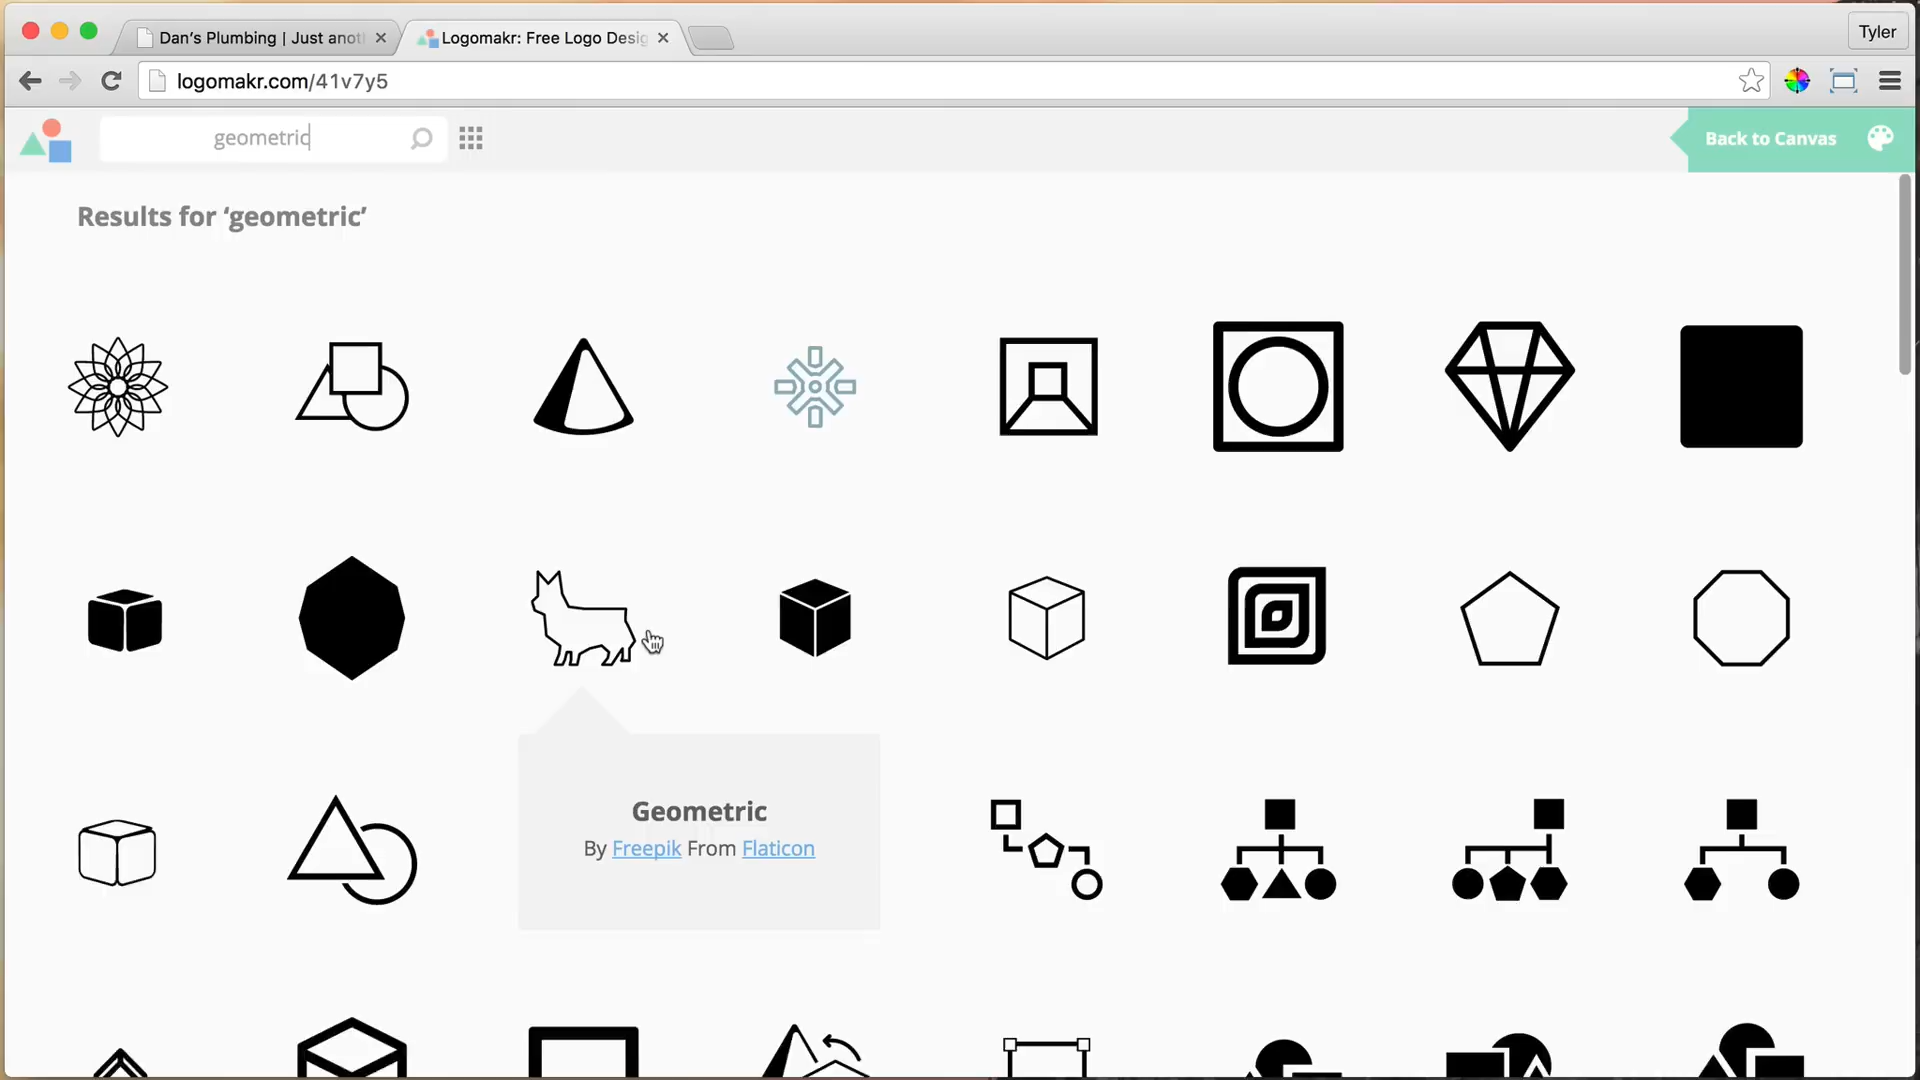 Dan's Plumbing | Just anot
Logomakr: Free Logo Desig
Tyler
logomakr.com/41v7y5
geometric
Back to Canvas
Results for ‘geometric’
Geometric
By Freepik From Flaticon